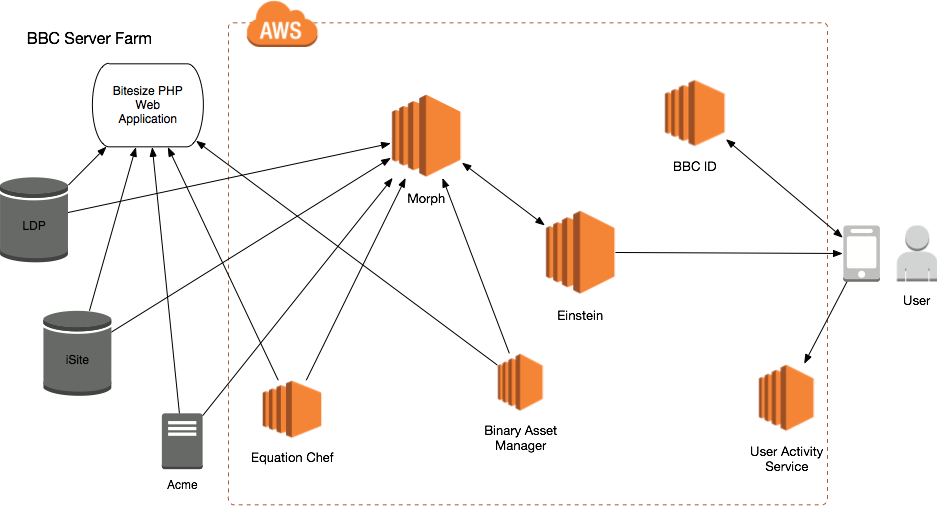 BBC Server Farm
AWS
Bitesize PHP
Web
Application
BBC ID
Morph
LDP
Einstein
User
iSite
Binary Asset
Manager
Equation Chef
User Activity
Service
Acme